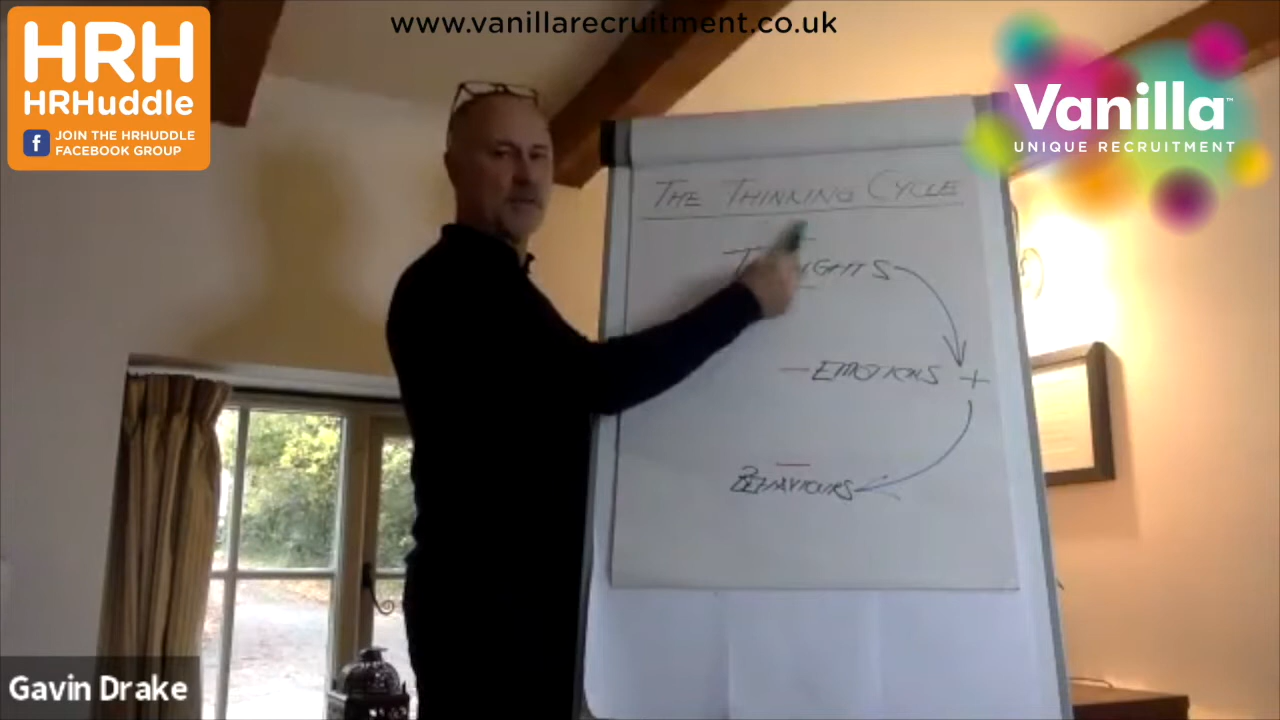 www.vanillarecruitment.co.uk
HRH
HRHuddle
f JOIN THE HRHUDDLE
FACEBOOK GROUP
Vanilla™
UNIQUE RECRUITMENT
THE THINKING CYCLE
EMOTIONS +
BEHAVIOURS
Gavin Drake